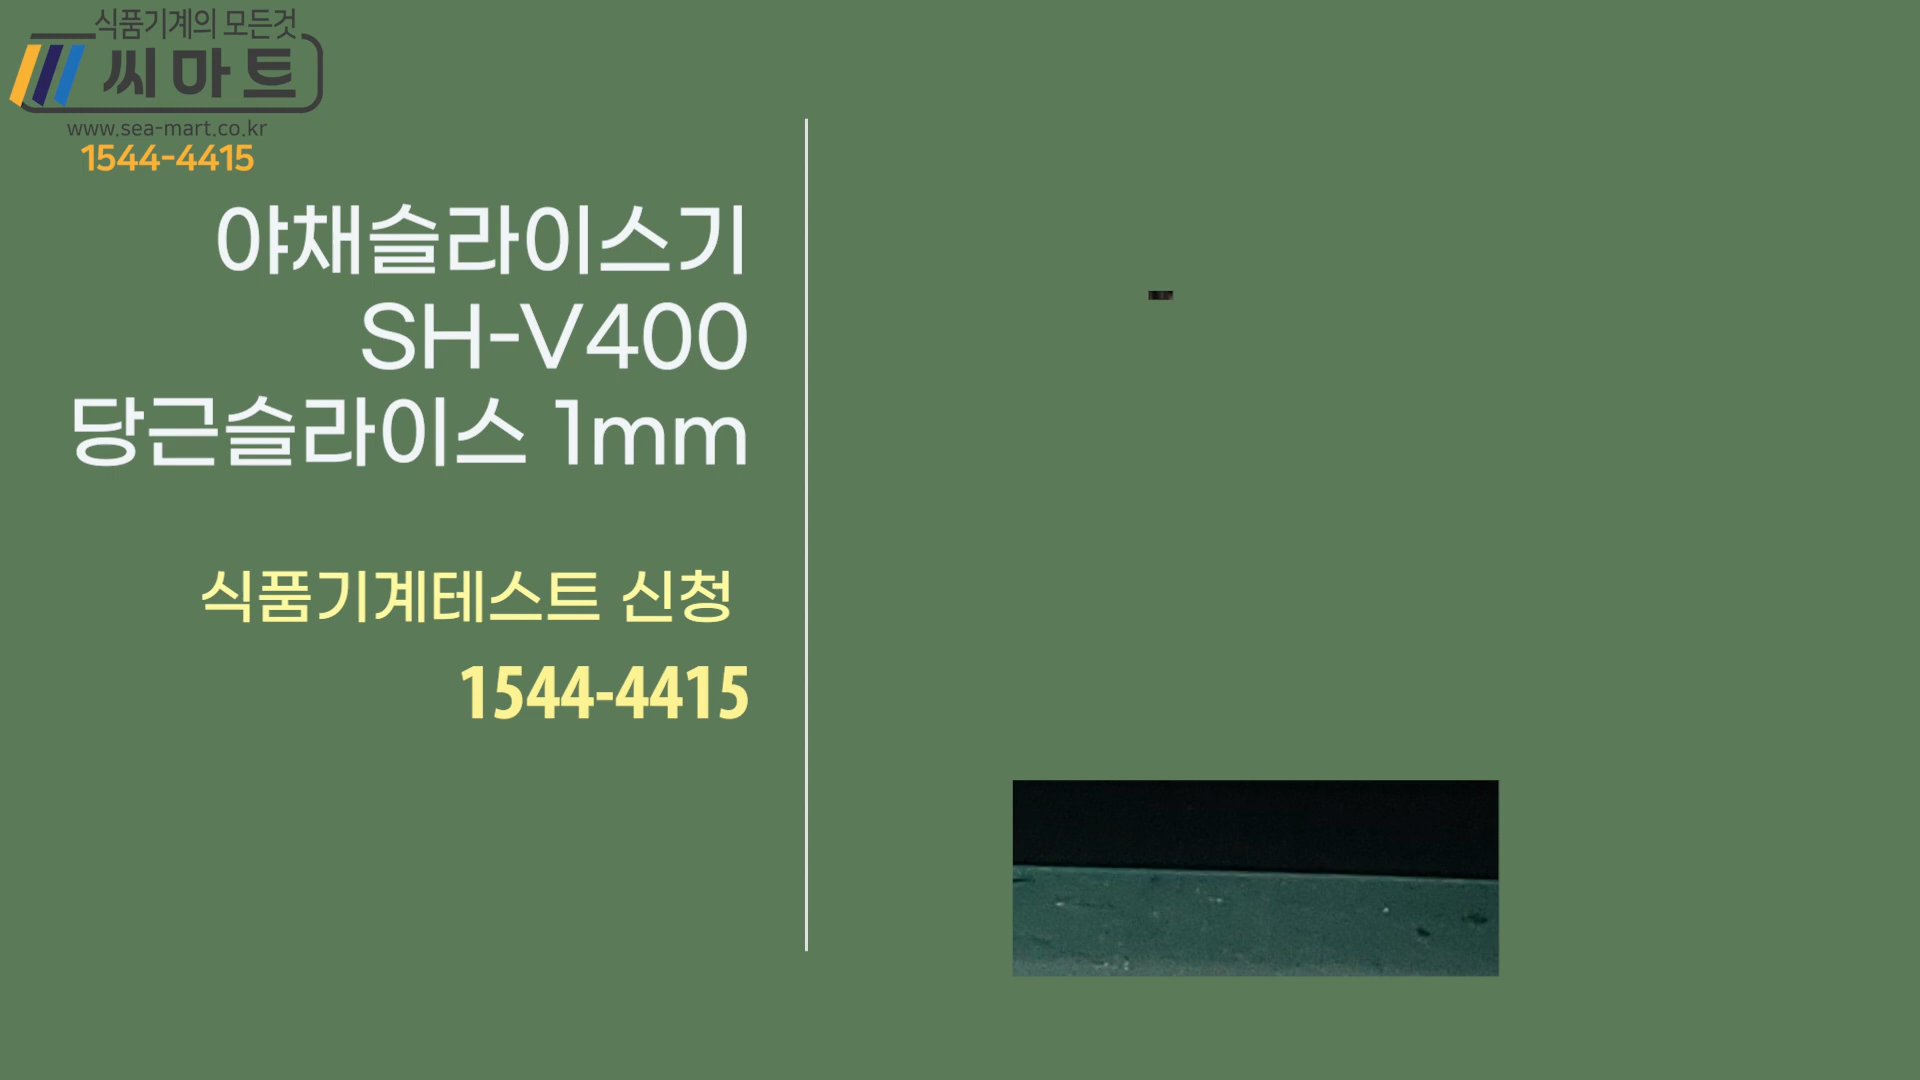 식품기계의 모든것
씨마트
www.sea-mart.co.kr
1544-4415
야채슬라이스기
SH-V400
당근슬라이스 1mm
식품기계테스트 신청
1544-4415